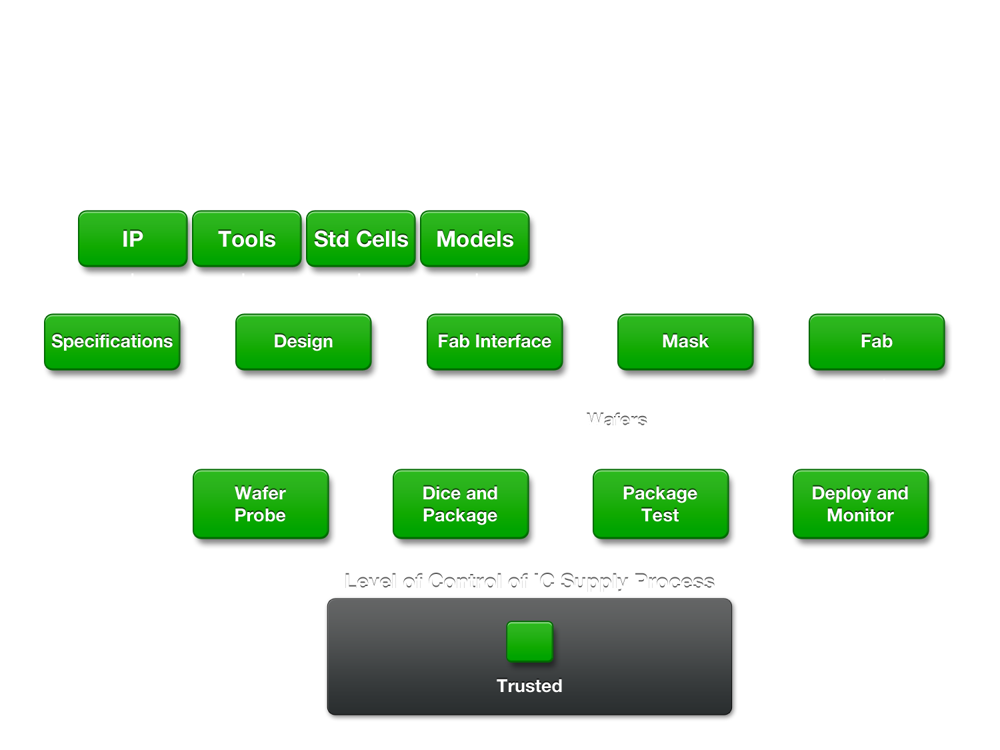 IP Tools Std Cells Models
Specifications Design Fab Interface Mask Fab
Wafers
Wafer Probe
Dice and Package
Package Test
Deploy and Monitor
Level of Control of IC Supply Process
Trusted